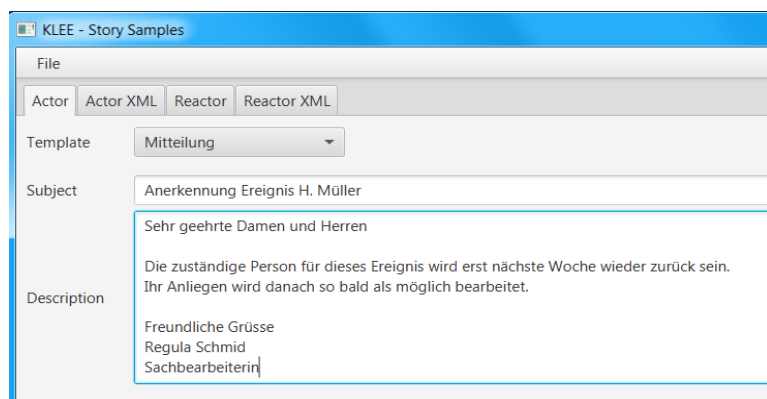 KLEE - Story Samples
File
Actor Actor XML Reactor Reactor XML
Template Mitteilung
Subject Anerkennung Ereignis H. Müller
Description
Sehr geehrte Damen und Herren
Die zuständige Person für dieses Ereignis wird erst nächste Woche wieder zurück sein.
Ihr Anliegen wird danach so bald als möglich bearbeitet.
Freundliche Grüsse
Regula Schmid
Sachbearbeiterin